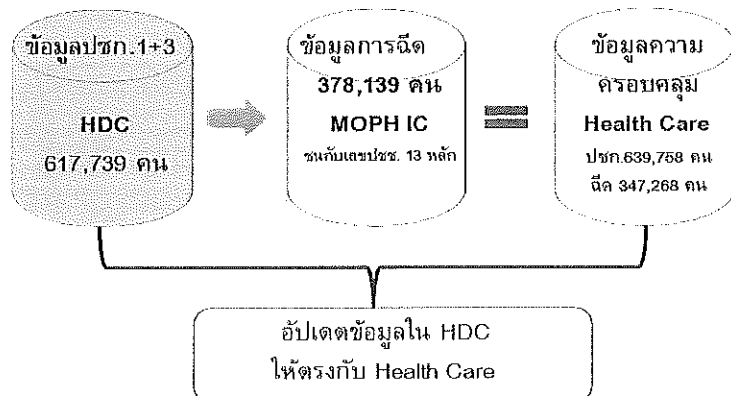 ข้อมูลปชก.1+3
HDC
617,739 คน
ข้อมูลการฉีด
378,139 คน
MOPH IC
ชนกับเลขปชช. 13 หลัก
ข้อมูลความ
ครอบคลุม
Health Care
ปชก.639,758 คน
ฉีด 347,268 คน
อัปเดตข้อมูลใน HDC
ให้ตรงกับ Health Care